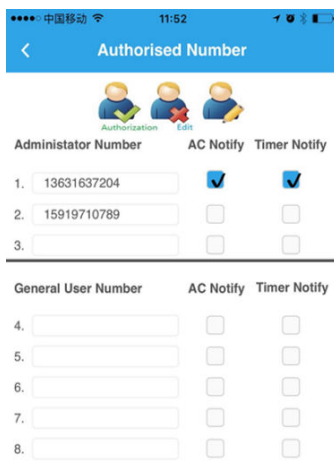 中国移动 11:52
Authorised Number
Authorization Edit
Administator Number AC Notify Timer Notify
1. 13631637204
2. 15919710789
3.
General User Number AC Notify Timer Notify
4.
5.
6.
7.
8.